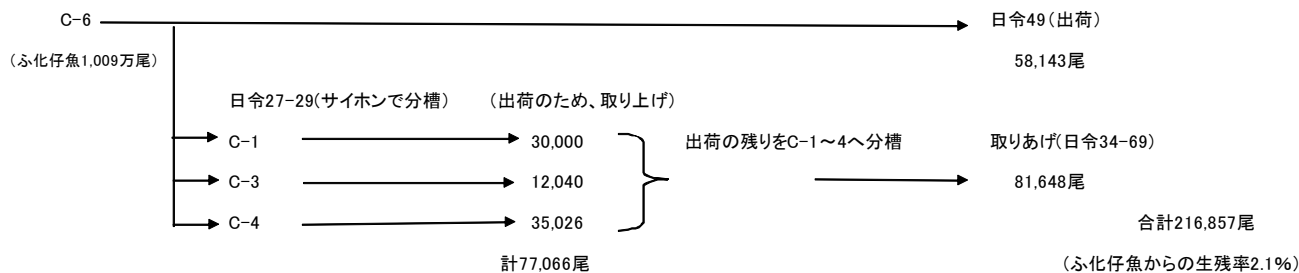 C-6
日令49(出荷)
(ふ化仔魚1,009万尾)
58,143尾
日令27-29(サイホンで分槽)
(出荷のため、取り上げ)
C-1
30,000
出荷の残りをC-1~4へ分槽
取りあげ(日令34-69)
C-3
12,040
81,648尾
C-4
35,026
合計216,857尾
計77,066尾
(ふ化仔魚からの生残率2.1%)